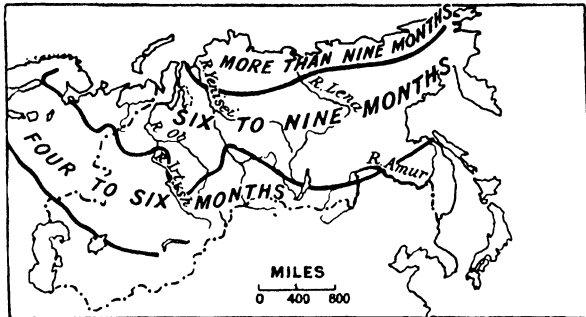 MORE THAN NINE MONTHS
R. Yenisei
R. Lena
SIX TO NINE MONTHS
R. Ob
R. Irtish
R. Amur
FOUR TO SIX MONTHS
MILES
0 400 800